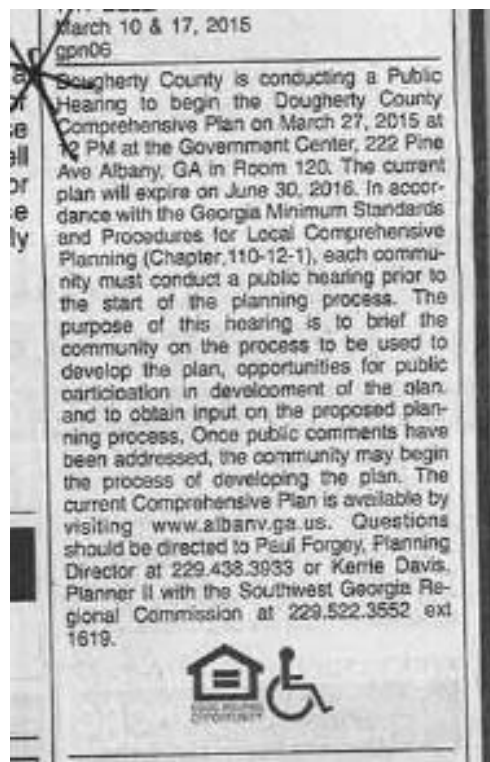 March 10 & 17, 2015
gpn06
Dougherty County is conducting a Public
Hearing to begin the Dougherty County
Comprehensive Plan on March 27, 2015 at
12 PM at the Government Center, 222 Pine
Ave Albany, GA in Room 120. The current
plan will expire on June 30, 2016. In accor-
dance with the Georgia Minimum Standards
and Procedures for Local Comprehensive
Planning (Chapter 110-12-1), each commu-
nity must conduct a public hearing prior to
the start of the planning process. The
purpose of this hearing is to brief the
community on the process to be used to
develop the plan, opportunities for public
participation in development of the plan,
and to obtain input on the proposed plan-
ning process. Once public comments have
been addressed, the community may begin
the process of developing the plan. The
current Comprehensive Plan is available by
visiting www.albany.ga.us. Questions
should be directed to Paul Forgey, Planning
Director at 229.438.3933 or Kerrie Davis,
Planner II with the Southwest Georgia Re-
gional Commission at 229.522.3552 ext
1619.
EQUAL HOUSING
OPPORTUNITY